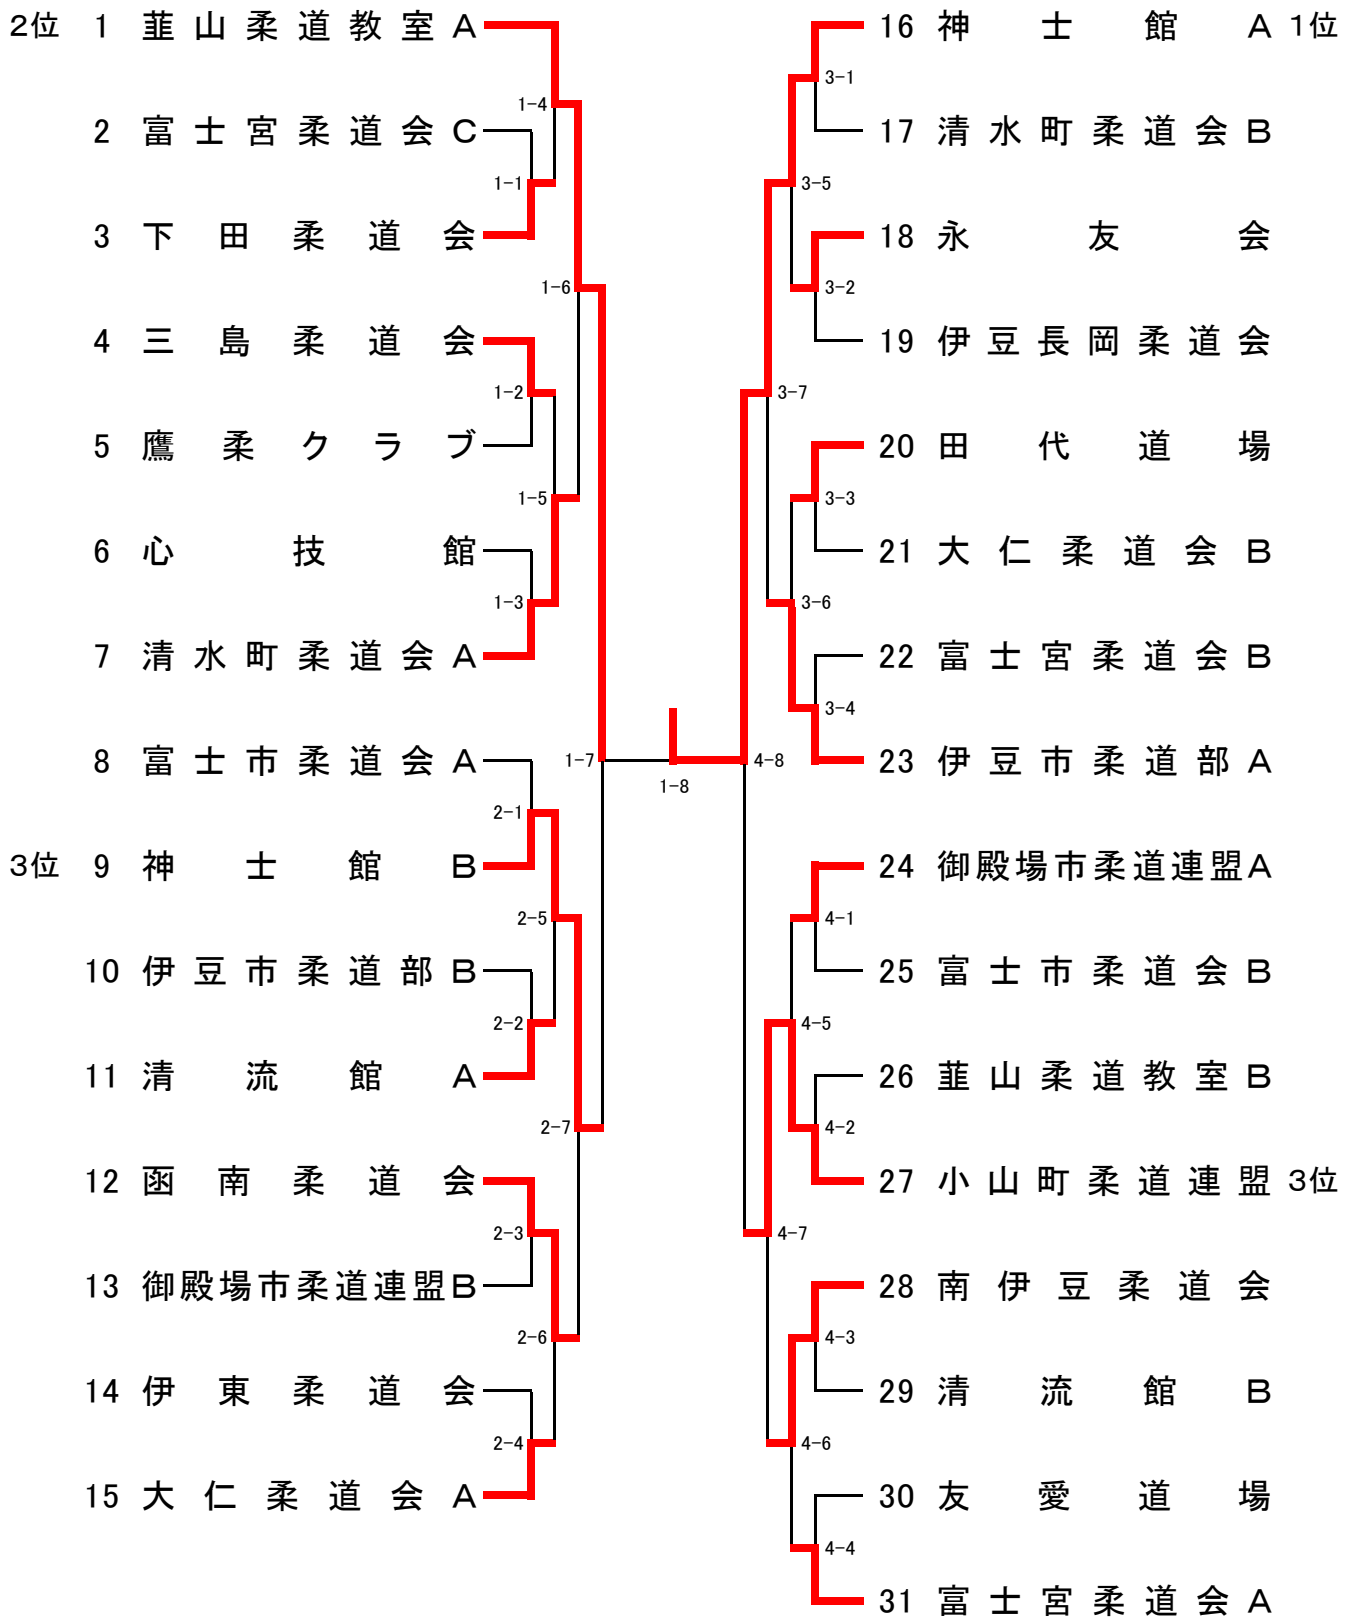 2位 1 韮山柔道教室A
2 富士宮柔道会C
3 下田柔道会
4 三島柔道会
5 鷹柔クラブ
6 心技館
7 清水町柔道会A
8 富士市柔道会A
3位 9 神士館B
10 伊豆市柔道部B
11 清流館A
12 函南柔道会
13 御殿場市柔道連盟B
14 伊東柔道会
15 大仁柔道会A
1-4
1-1
1-6
1-2
1-5
1-3
1-7
2-1
2-5
2-2
2-7
2-3
2-6
2-4
1-8
4-8
3-1
3-5
3-2
3-7
3-3
3-6
3-4
4-1
4-5
4-2
4-7
4-3
4-6
4-4
16 神士館A 1位
17 清水町柔道会B
18 永友会
19 伊豆長岡柔道会
20 田代道場
21 大仁柔道会B
22 富士宮柔道会B
23 伊豆市柔道部A
24 御殿場市柔道連盟A
25 富士市柔道会B
26 韮山柔道教室B
27 小山町柔道連盟 3位
28 南伊豆柔道会
29 清流館B
30 友愛道場
31 富士宮柔道会A